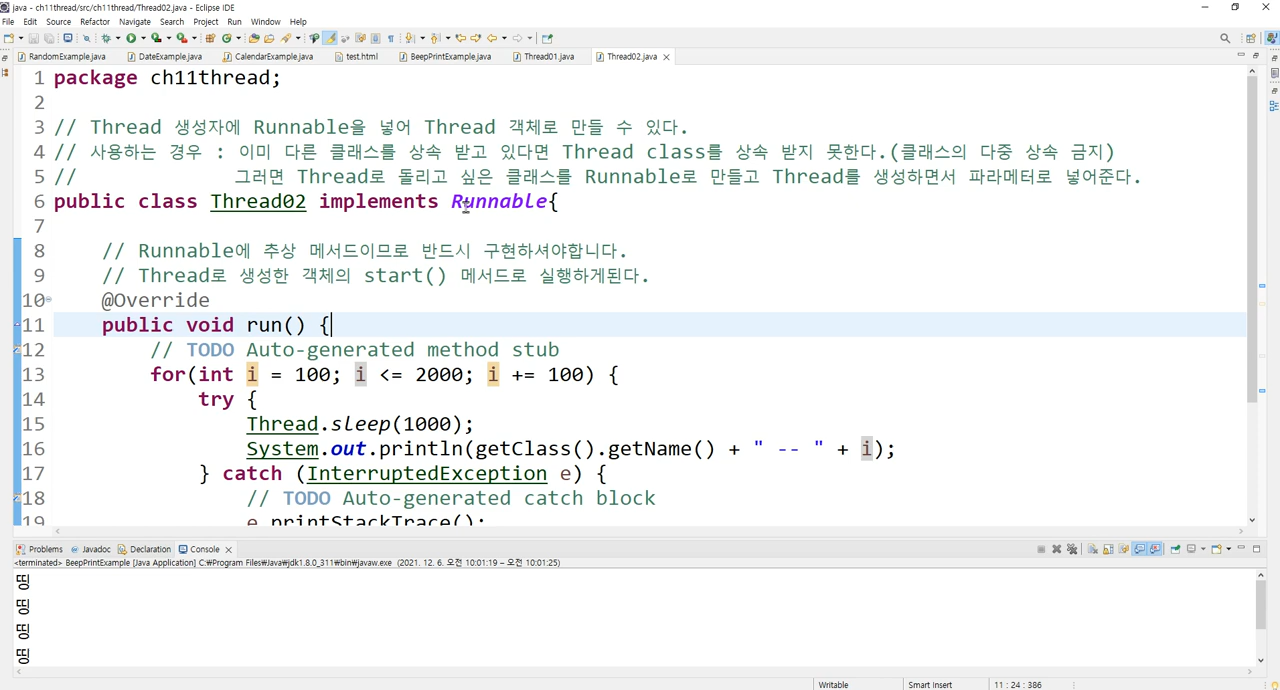 java - ch11thread/src/ch11thread/Thread02.java - Eclipse IDE
File Edit Source Refactor Navigate Search Project Run Window Help
RandomExample.java DateExample.java CalendarExample.java test.html BeepPrintExample.java Thread01.java Thread02.java
1 package ch11thread;
2
3 // Thread 생성자에 Runnable을 넣어 Thread 객체로 만들 수 있다.
4 // 사용하는 경우 : 이미 다른 클래스를 상속 받고 있다면 Thread class를 상속 받지 못한다.(클래스의 다중 상속 금지)
5 // 그러면 Thread로 돌리고 싶은 클래스를 Runnable로 만들고 Thread를 생성하면서 파라메터로 넣어준다.
6 public class Thread02 implements Runnable{
7
8 // Runnable에 추상 메서드이므로 반드시 구현하셔야합니다.
9 // Thread로 생성한 객체의 start() 메서드로 실행하게된다.
10 @Override
11 public void run() {
12 // TODO Auto-generated method stub
13 for(int i = 100; i <= 2000; i += 100) {
14 try {
15 Thread.sleep(1000);
16 System.out.println(getClass().getName() + " -- " + i);
17 } catch (InterruptedException e) {
18 // TODO Auto-generated catch block
19 e.printStackTrace();
Problems Javadoc Declaration Console
<terminated> BeepPrintExample [Java Application] C:₩Program Files₩Java₩jdk1.8.0_311₩bin₩javaw.exe (2021. 12. 6. 오전 10:01:19 – 오전 10:01:25)
띵
띵
띵
띵
Writable Smart Insert 11 : 24 : 386